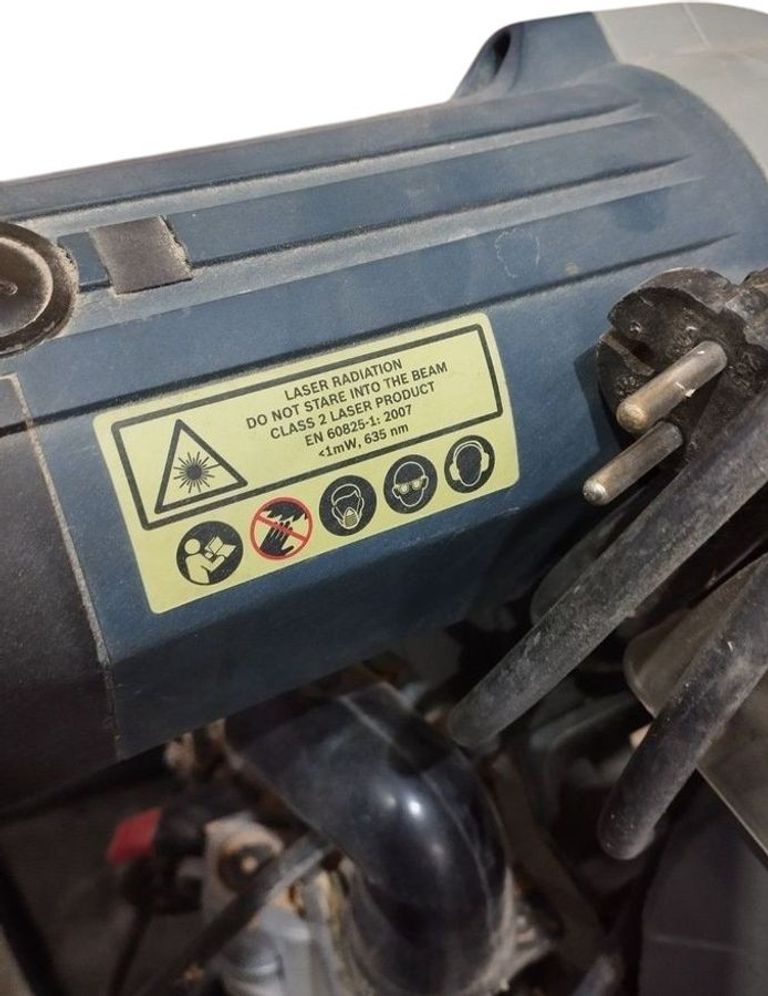 LASER RADIATION
DO NOT STARE INTO THE BEAM
CLASS 2 LASER PRODUCT
EN 60825-1: 2007
<1mW, 635 nm